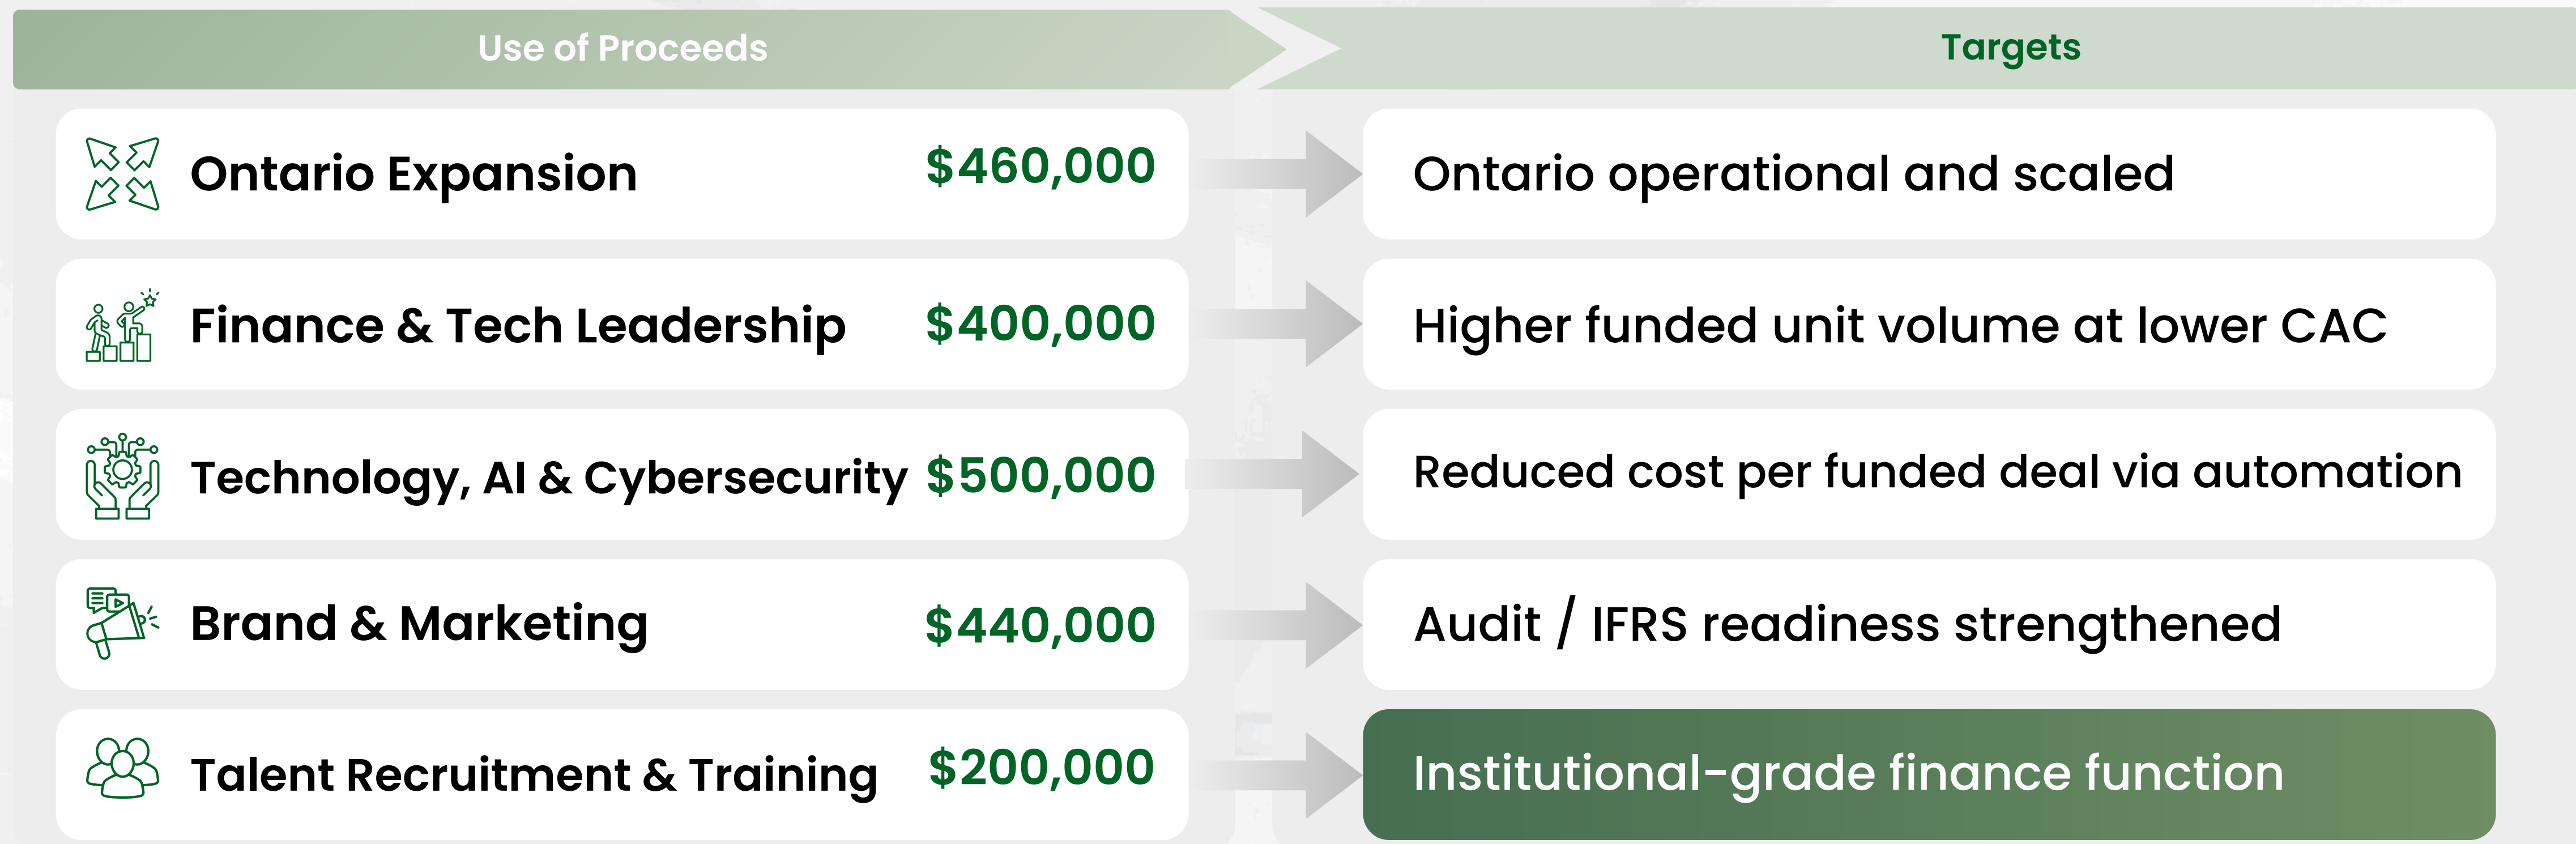 Use of Proceeds
Targets
Ontario Expansion $460,000
Ontario operational and scaled
Finance & Tech Leadership $400,000
Higher funded unit volume at lower CAC
Technology, AI & Cybersecurity $500,000
Reduced cost per funded deal via automation
Brand & Marketing $440,000
Audit / IFRS readiness strengthened
Talent Recruitment & Training $200,000
Institutional-grade finance function